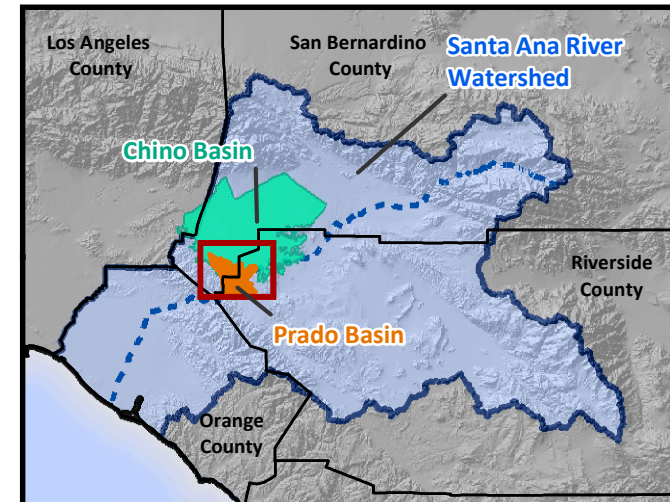 Los Angeles
County
San Bernardino
County
Santa Ana River
Watershed
Chino Basin
Riverside
County
Prado Basin
Orange
County